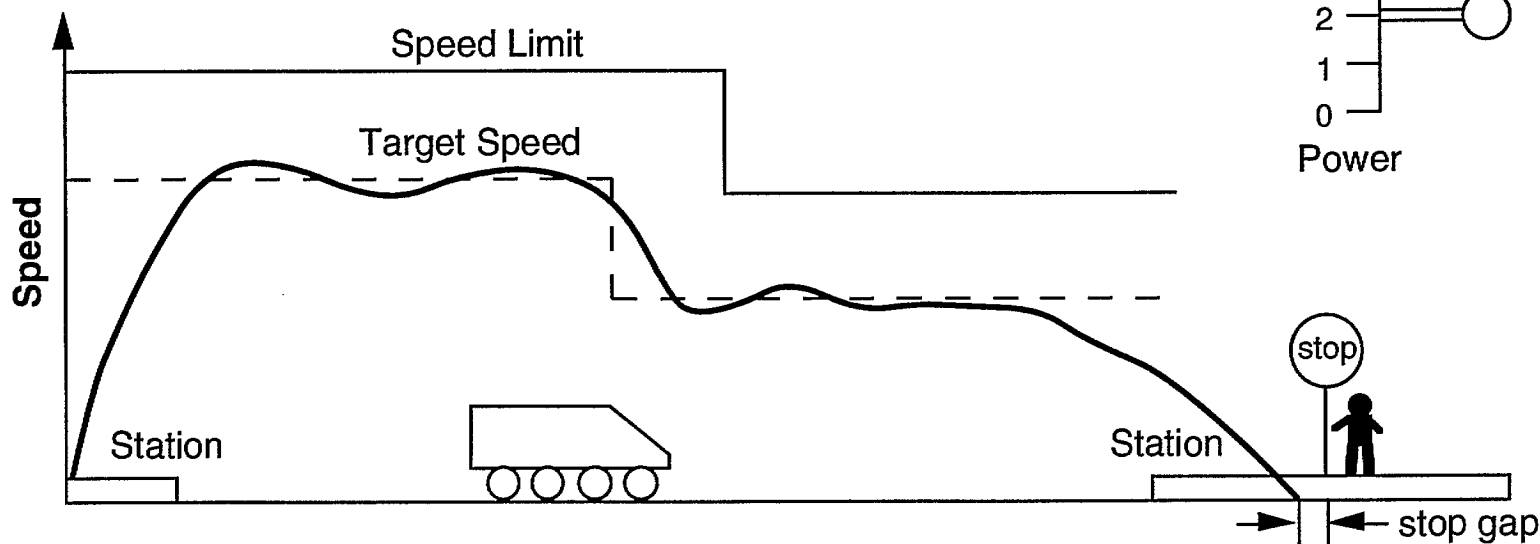 2
1
0
Power
Speed Limit
Target Speed
Speed
stop
Station
Station
stop gap